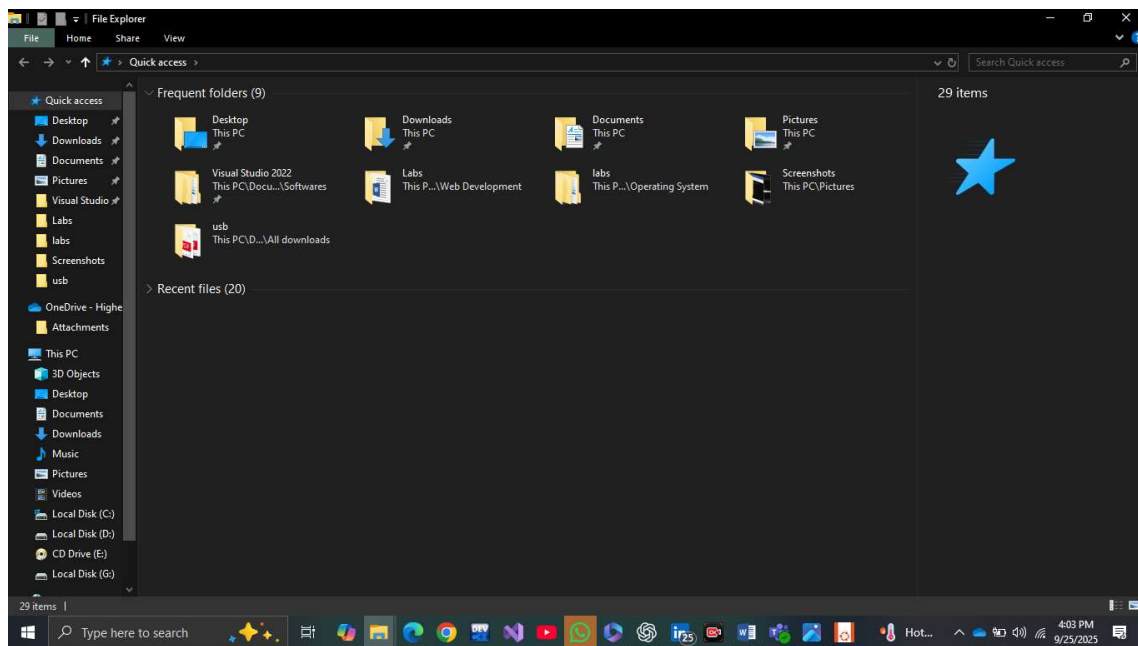 File Explorer
File Home Share View
Quick access
Search Quick access
Quick access
Desktop
Downloads
Documents
Pictures
Visual Studio
Labs
labs
Screenshots
usb
OneDrive - Highe
Attachments
This PC
3D Objects
Desktop
Documents
Downloads
Music
Pictures
Videos
Local Disk (C:)
Local Disk (D:)
CD Drive (E:)
Local Disk (G:)
Frequent folders (9)
Desktop
This PC
Downloads
This PC
Documents
This PC
Pictures
This PC
Visual Studio 2022
This PC\Docu...\Softwares
Labs
This P...\Web Development
labs
This P...\Operating System
Screenshots
This PC\Pictures
usb
This PC\D...\All downloads
Recent files (20)
29 items
29 items
Type here to search
DEV
in 25
Hot...
4:03 PM
9/25/2025